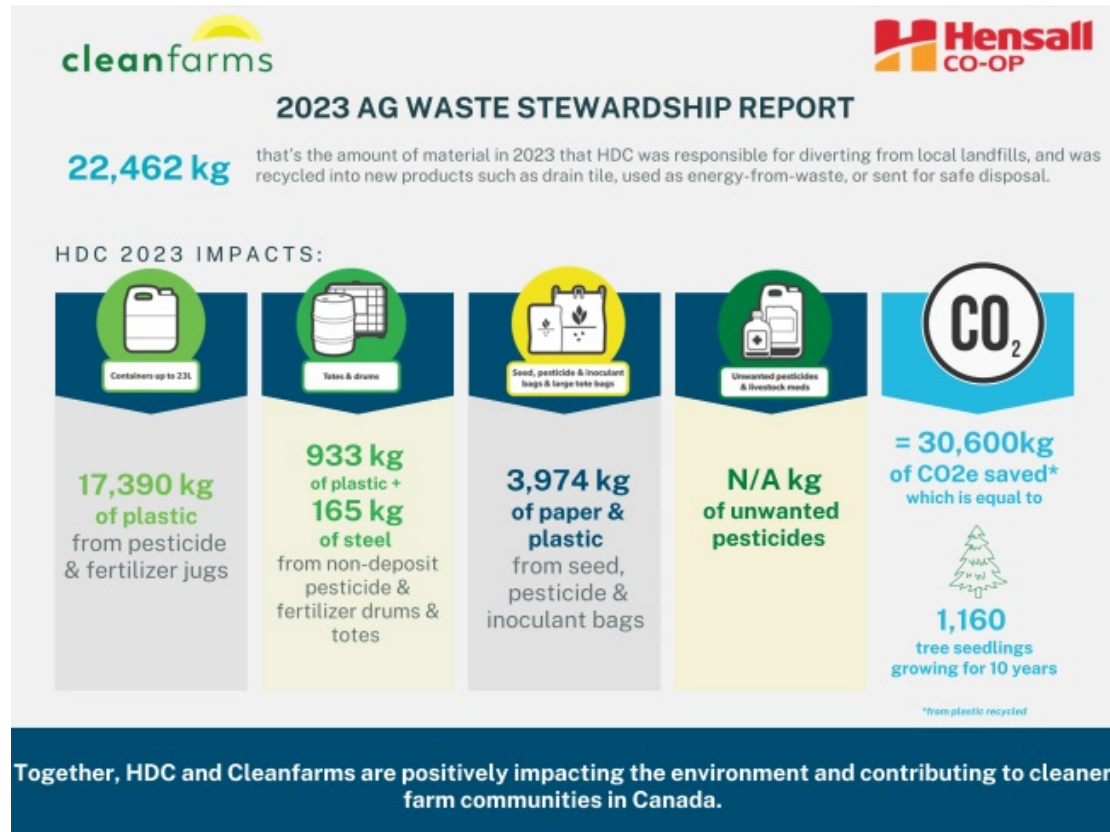 cleanfarms
Hensall
CO-OP
2023 AG WASTE STEWARDSHIP REPORT
22,462 kg
that's the amount of material in 2023 that HDC was responsible for diverting from local landfills, and was
recycled into new products such as drain tile, used as energy-from-waste, or sent for safe disposal.
HDC 2023 IMPACTS:
Containers up to 23L
17,390 kg
of plastic
from pesticide
& fertilizer jugs
Totes & drums
933 kg
of plastic +
165 kg
of steel
from non-deposit
pesticide &
fertilizer drums &
totes
Seed, pesticide & inoculant
bags & large tote bags
3,974 kg
of paper &
plastic
from seed,
pesticide &
inoculant bags
Unwanted pesticides
& livestock meds
N/A kg
of unwanted
pesticides
CO2
= 30,600kg
of CO2e saved*
which is equal to
1,160
tree seedlings
growing for 10 years
*from plastic recycled
Together, HDC and Cleanfarms are positively impacting the environment and contributing to cleaner
farm communities in Canada.